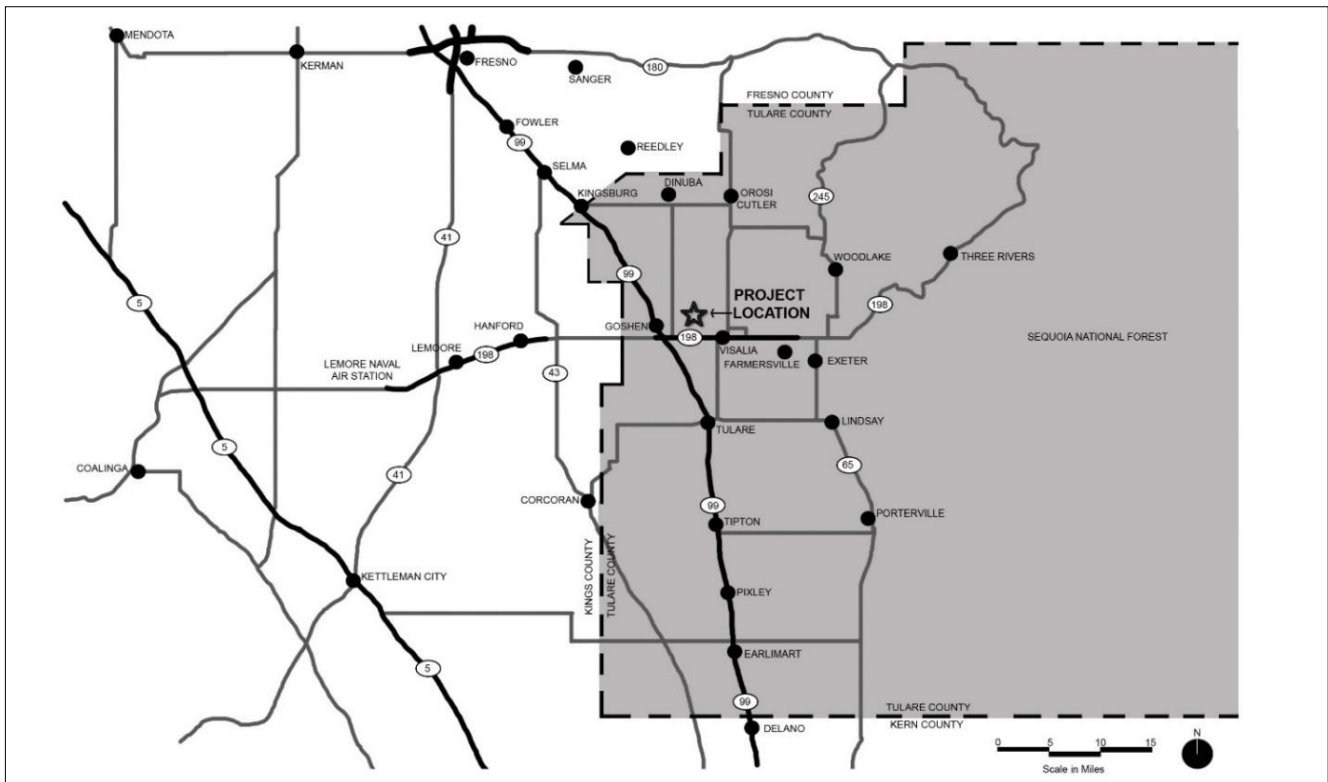 MENDOTA
KERMAN
FRESNO
SANGER
180
FRESNO COUNTY
TULARE COUNTY
FOWLER
99
REEDLEY
SELMA
DINUBA
KINGSBURG
OROSI
CUTLER
245
41
WOODLAKE
THREE RIVERS
99
5
PROJECT
LOCATION
198
GOSHEN
HANFORD
198
VISALIA
SEQUOIA NATIONAL FOREST
LEMOORE
198
LEMORE NAVAL
AIR STATION
FARMERSVILLE
EXETER
43
TULARE
LINDSAY
5
65
COALINGA
41
CORCORAN
99
PORTERVILLE
TIPTON
KINGS COUNTY
TULARE COUNTY
KETTLEMAN CITY
PIXLEY
EARLIMART
5
99
TULARE COUNTY
KERN COUNTY
DELANO
N
0 5 10 15
Scale in Miles